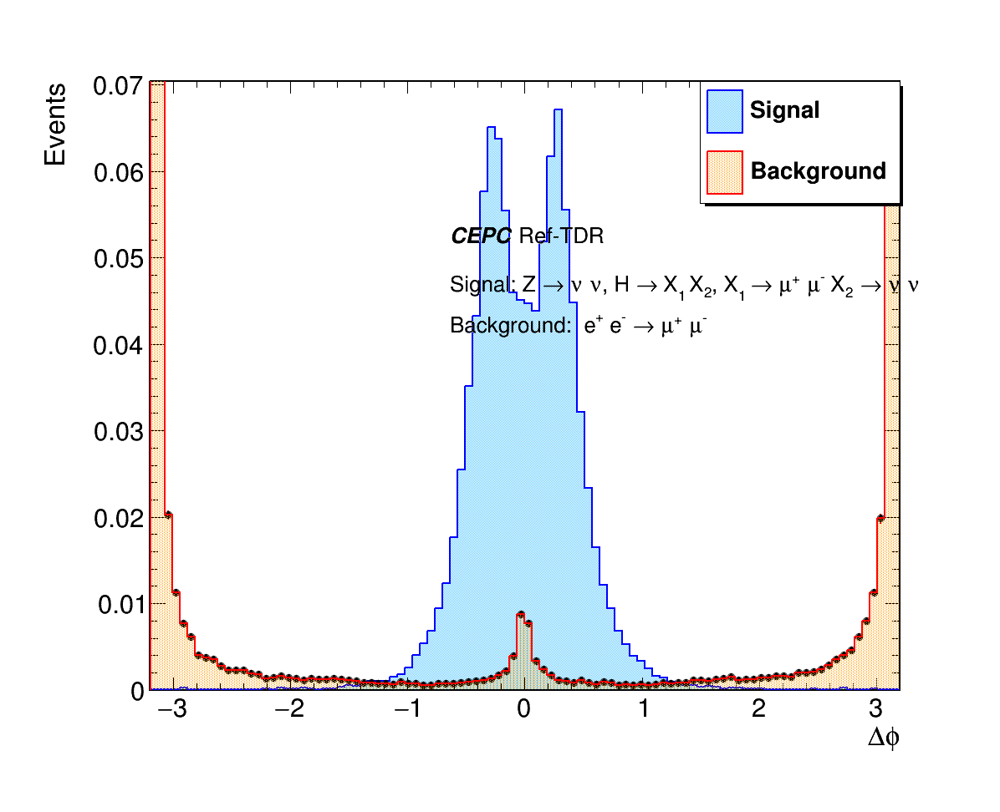 Events
0.07
0.06
0.05
0.04
0.03
0.02
0.01
0
Signal
Background
CEPC Ref-TDR
Signal: Z → ν ν, H → X₁ X₂, X₁ → μ⁺ μ⁻ X₂ → ν ν
Background: e⁺ e⁻ → μ⁺ μ⁻
−3 −2 −1 0 1 2 3
Δϕ